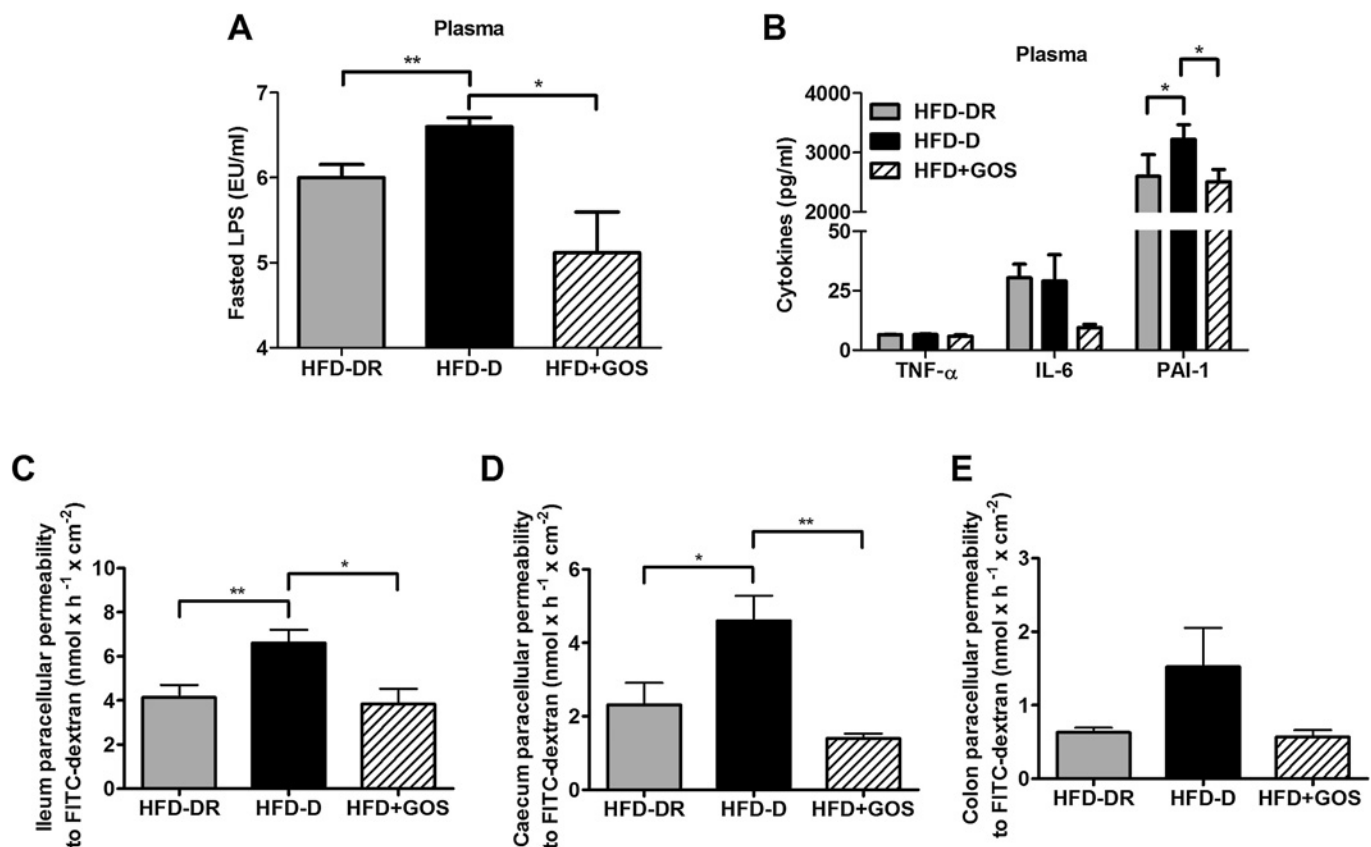 A
Plasma
**
*
Fasted LPS (EU/ml)
7
6
5
4
HFD-DR HFD-D HFD+GOS
B
Plasma
*
*
Cytokines (pg/ml)
4000
3000
2000
50
25
0
HFD-DR
HFD-D
HFD+GOS
TNF-α IL-6 PAI-1
C
Ileum paracellular permeability
to FITC-dextran (nmol x h⁻¹ x cm⁻²)
10
8
6
4
2
0
**
*
HFD-DR HFD-D HFD+GOS
D
Caecum paracellular permeability
to FITC-dextran (nmol x h⁻¹ x cm⁻²)
6
4
2
0
*
**
HFD-DR HFD-D HFD+GOS
E
Colon paracellular permeability
to FITC-dextran (nmol x h⁻¹ x cm⁻²)
3
2
1
0
HFD-DR HFD-D HFD+GOS